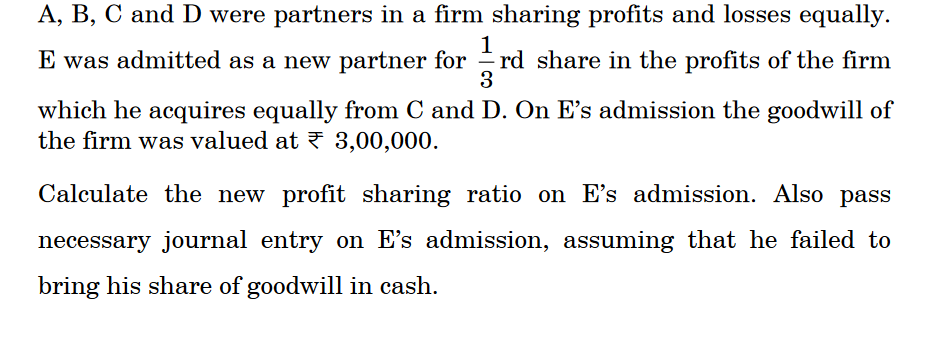 A, B, C and D were partners in a firm sharing profits and losses equally.
E was admitted as a new partner for 1/3 rd share in the profits of the firm
which he acquires equally from C and D. On E’s admission the goodwill of
the firm was valued at ₹ 3,00,000.
Calculate the new profit sharing ratio on E’s admission. Also pass
necessary journal entry on E’s admission, assuming that he failed to
bring his share of goodwill in cash.